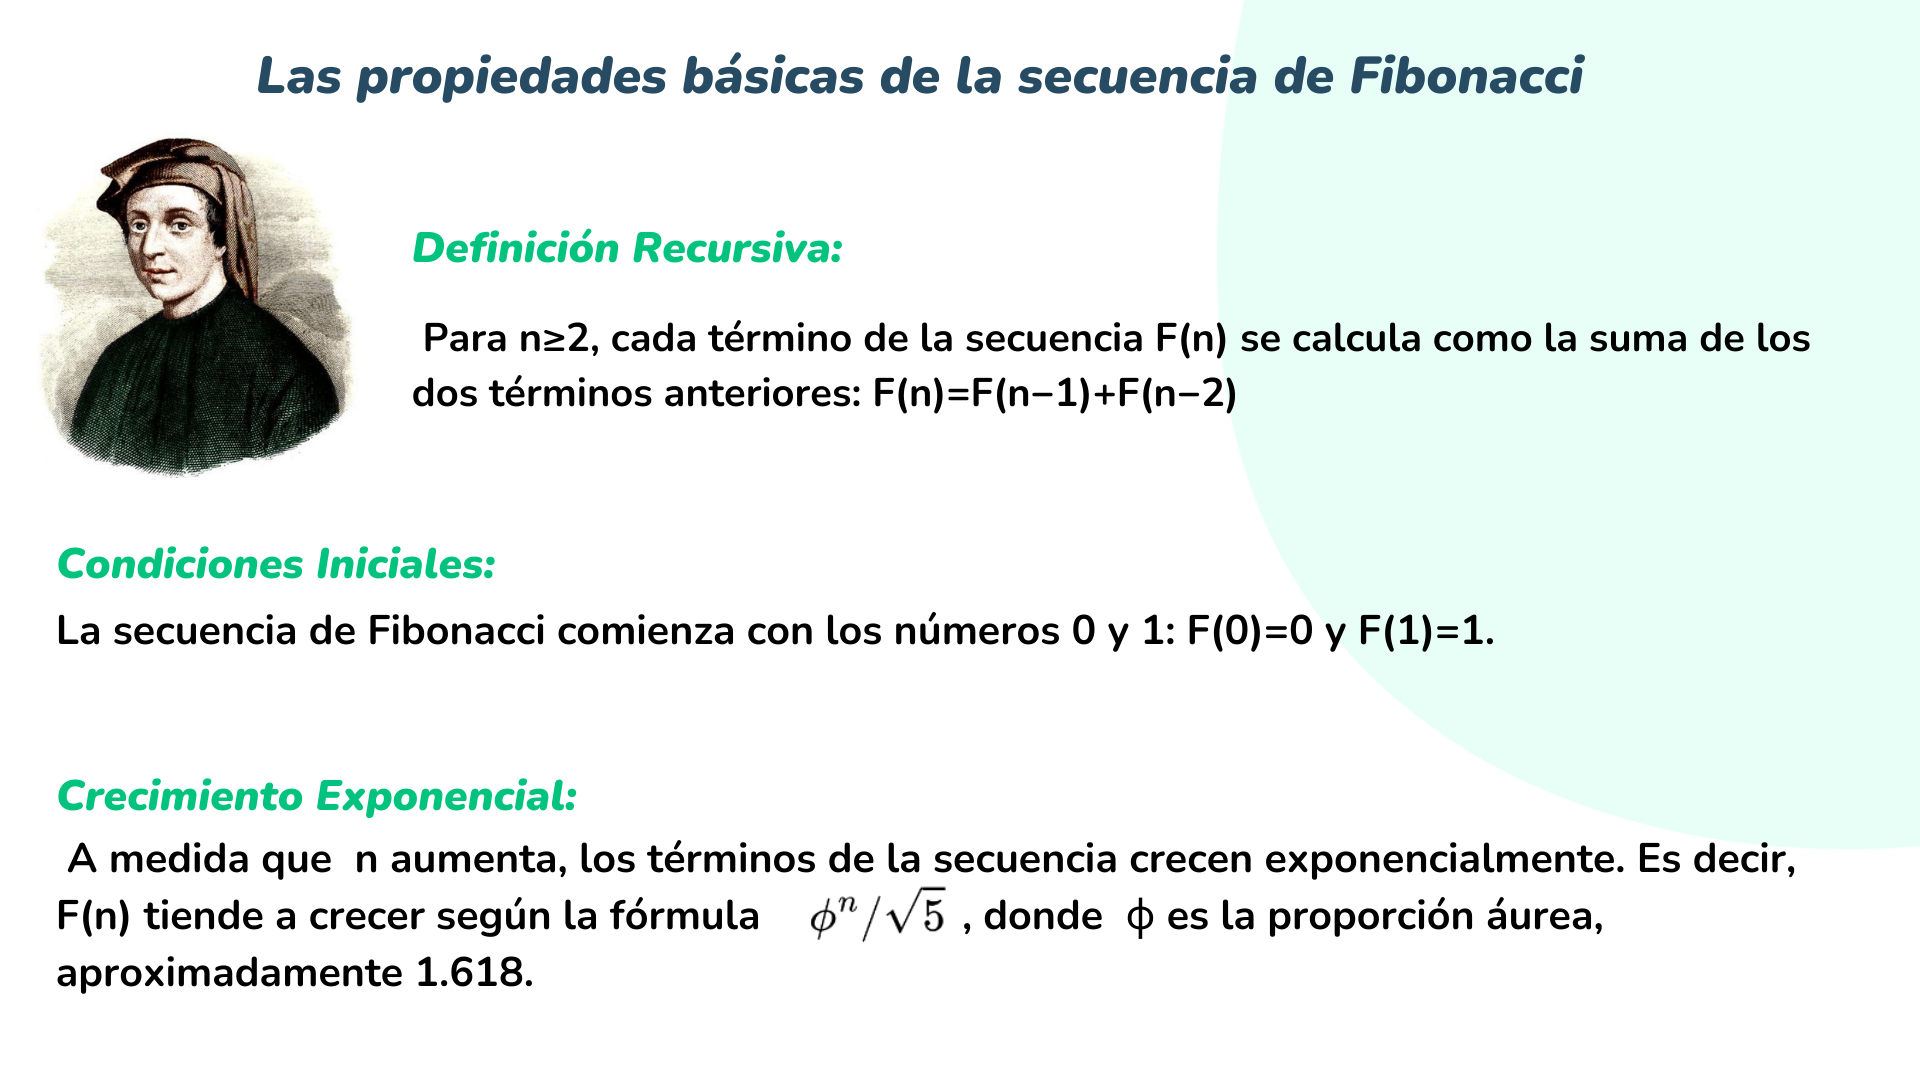 Las propiedades básicas de la secuencia de Fibonacci
Definición Recursiva:
Para n≥2, cada término de la secuencia F(n) se calcula como la suma de los
dos términos anteriores: F(n)=F(n−1)+F(n−2)
Condiciones Iniciales:
La secuencia de Fibonacci comienza con los números 0 y 1: F(0)=0 y F(1)=1.
Crecimiento Exponencial:
A medida que n aumenta, los términos de la secuencia crecen exponencialmente. Es decir,
F(n) tiende a crecer según la fórmula ϕⁿ/√5 , donde ϕ es la proporción áurea,
aproximadamente 1.618.